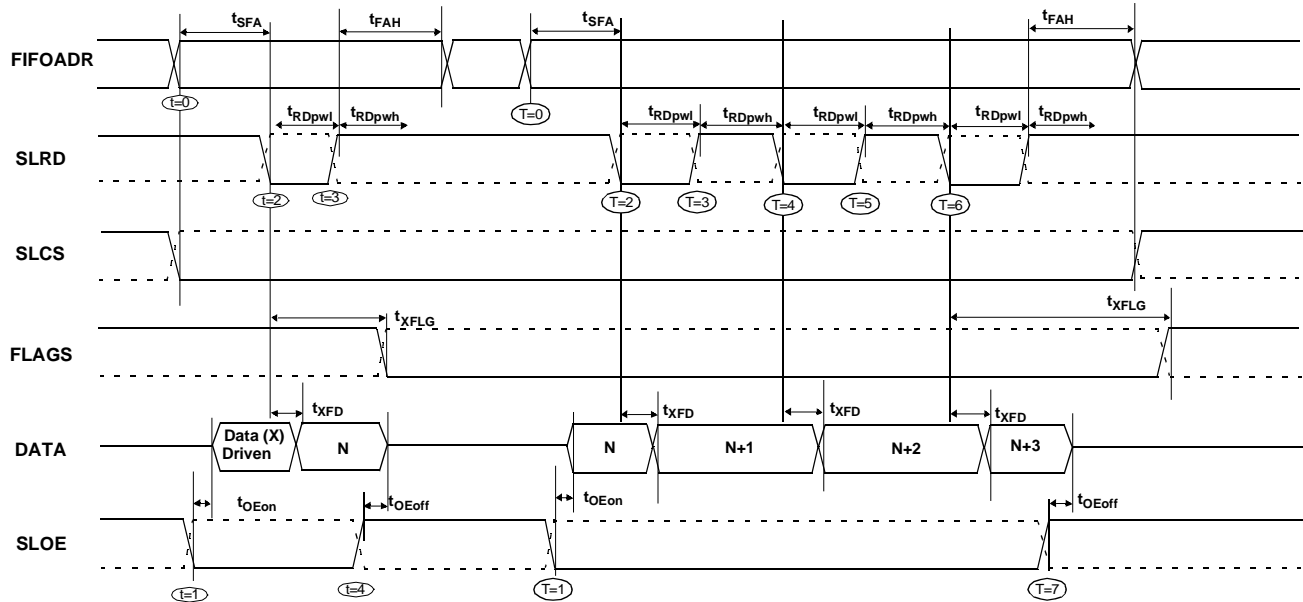 tSFA tFAH tSFA tFAH
FIFOADR
t=0 T=0
tRDpwl tRDpwh tRDpwl tRDpwh tRDpwl tRDpwh tRDpwl tRDpwh
SLRD
t=2 t=3 T=2 T=3 T=4 T=5 T=6
SLCS
tXFLG tXFLG
FLAGS
tXFD tXFD tXFD tXFD
DATA Data (X) Driven N N N+1 N+2 N+3
tOEon tOEoff tOEon tOEoff
SLOE
t=1 t=4 T=1 T=7